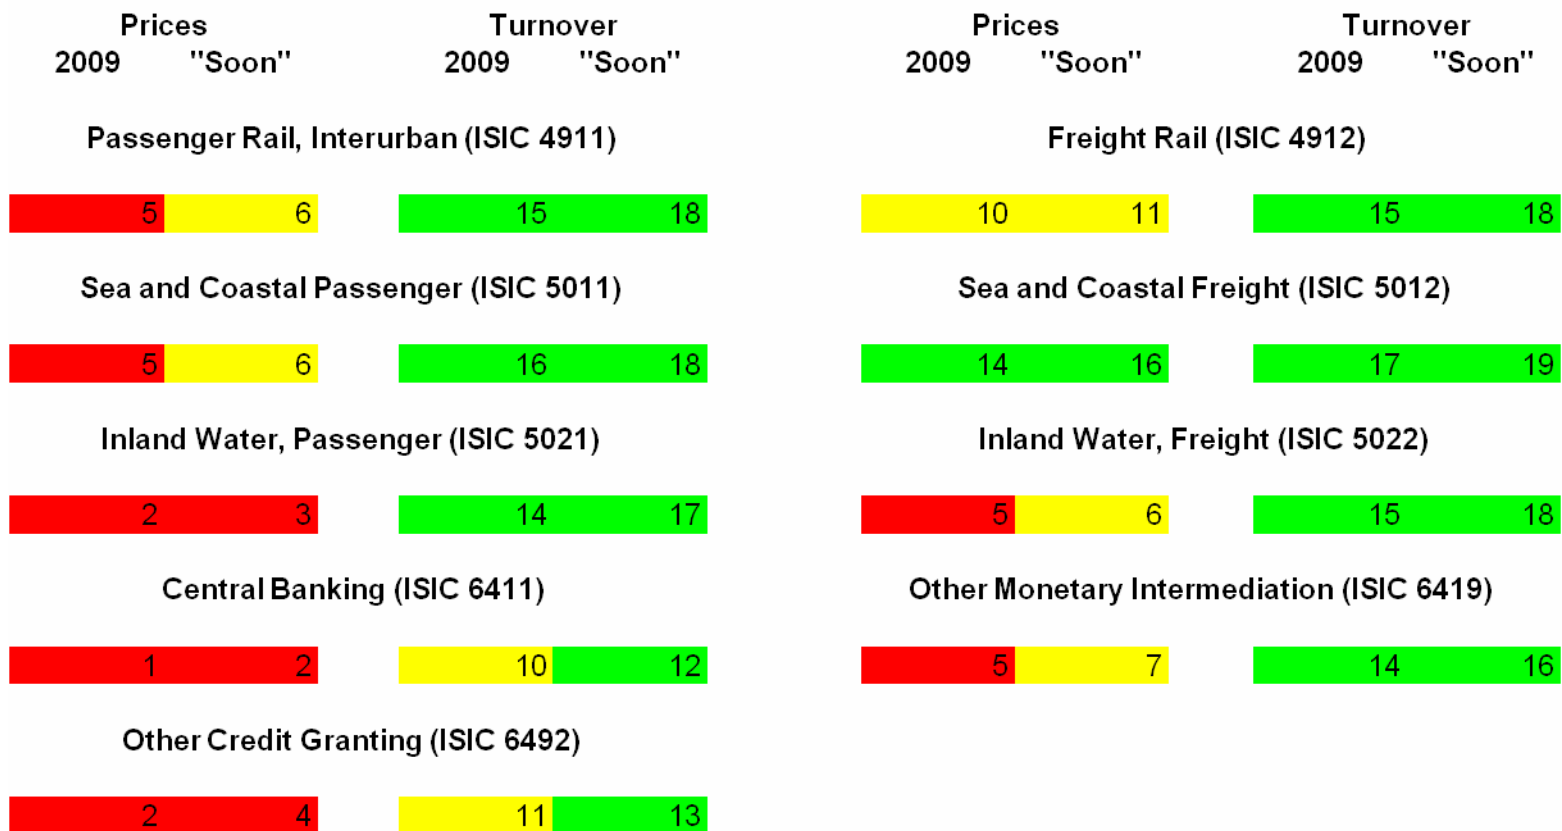 Prices Turnover Prices Turnover
2009 "Soon" 2009 "Soon" 2009 "Soon" 2009 "Soon"
Passenger Rail, Interurban (ISIC 4911) Freight Rail (ISIC 4912)
5 6 15 18 10 11 15 18
Sea and Coastal Passenger (ISIC 5011) Sea and Coastal Freight (ISIC 5012)
5 6 16 18 14 16 17 19
Inland Water, Passenger (ISIC 5021) Inland Water, Freight (ISIC 5022)
2 3 14 17 5 6 15 18
Central Banking (ISIC 6411) Other Monetary Intermediation (ISIC 6419)
1 2 10 12 5 7 14 16
Other Credit Granting (ISIC 6492)
2 4 11 13